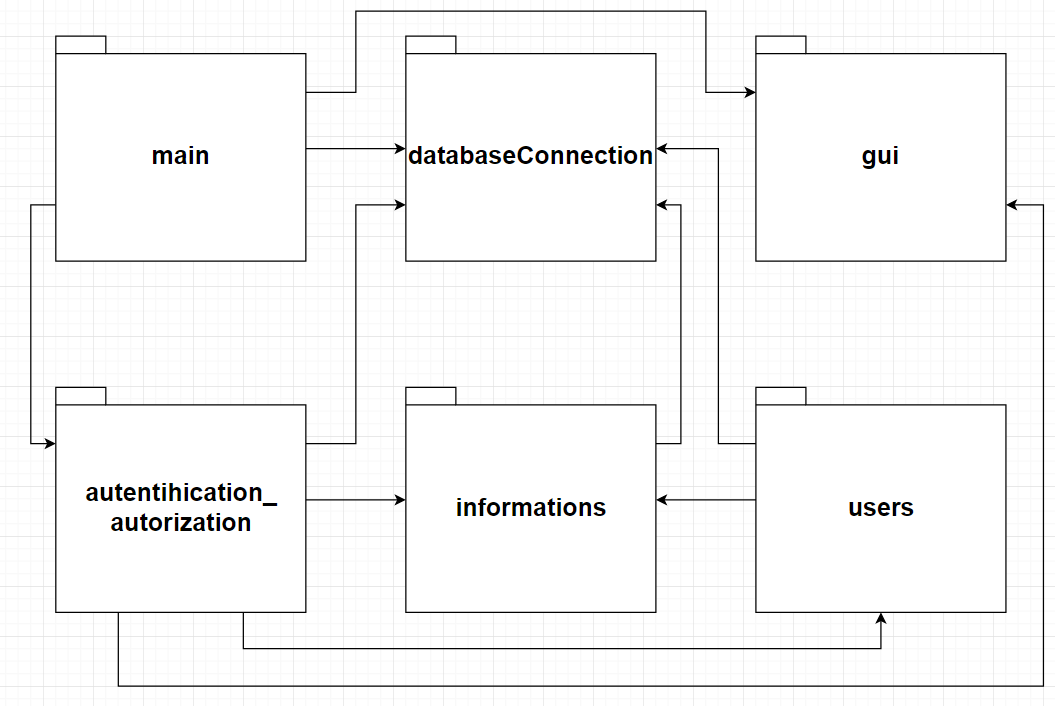 main
databaseConnection
gui
autentihication_
autorization
informations
users